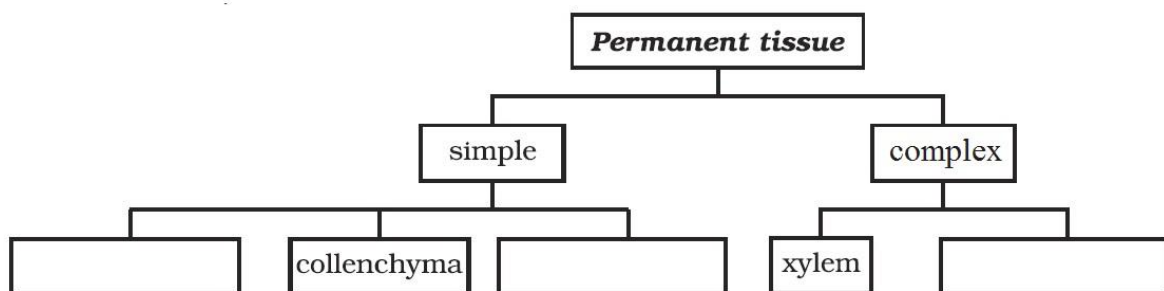 Permanent tissue
simple
complex
collenchyma
xylem